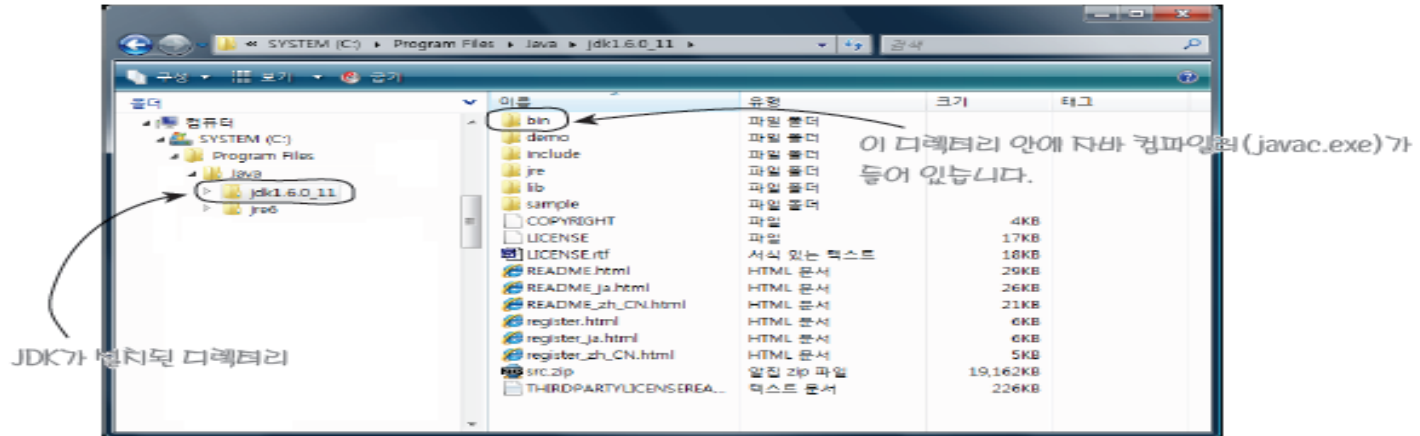 SYSTEM (C:) ▸ Program Files ▸ Java ▸ jdk1.6.0_11 ▸ 검색
구성 보기 굽기
폴더 이름 유형 크기 태그
컴퓨터
SYSTEM (C:)
Program Files
Java
jdk1.6.0_11
jre6
bin 파일 폴더
demo 파일 폴더
include 파일 폴더
jre 파일 폴더
lib 파일 폴더
sample 파일 폴더
COPYRIGHT 파일 4KB
LICENSE 파일 17KB
LICENSE.rtf 서식 있는 텍스트 18KB
README.html HTML 문서 29KB
README_ja.html HTML 문서 26KB
README_zh_CN.html HTML 문서 21KB
register.html HTML 문서 6KB
register_ja.html HTML 문서 6KB
register_zh_CN.html HTML 문서 5KB
src.zip 알집 zip 파일 19,162KB
THIRDPARTYLICENSEREA... 텍스트 문서 226KB
이 디렉터리 안에 자바 컴파일러(javac.exe)가
들어 있습니다.
JDK가 설치된 디렉터리